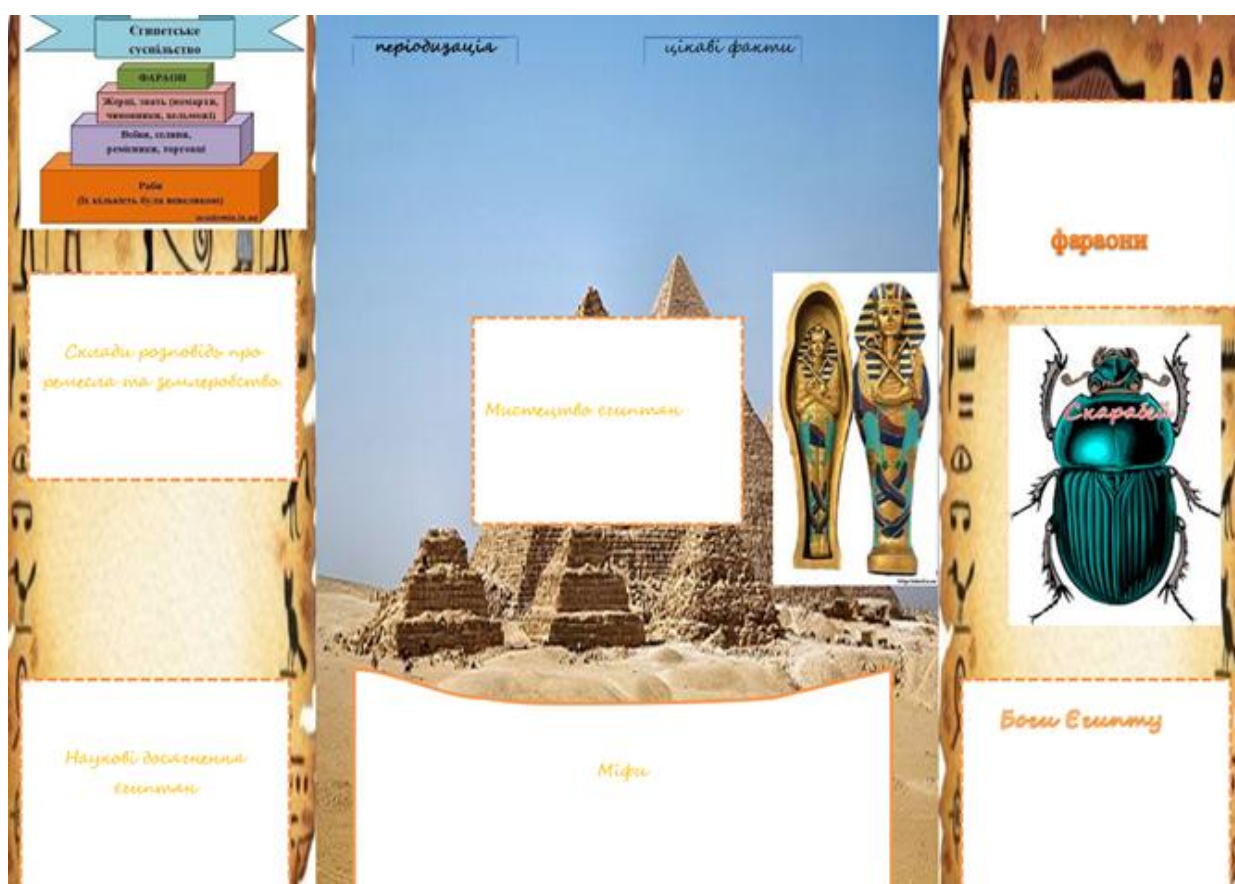 Єгипетське
суспільство
ФАРАОН
Жерці, знать (номархи,
чиновники, вельможі)
Воїни, селяни,
ремісники, торговці
Раби
(їх кількість була невеликою)
Склади розповідь про
ремесла та землеробство.
Наукові досягнення
єгиптян
періодизація
цікаві факти
Мистецтво єгиптян
Міфи
фараони
Скарабей
Боги Єгипту